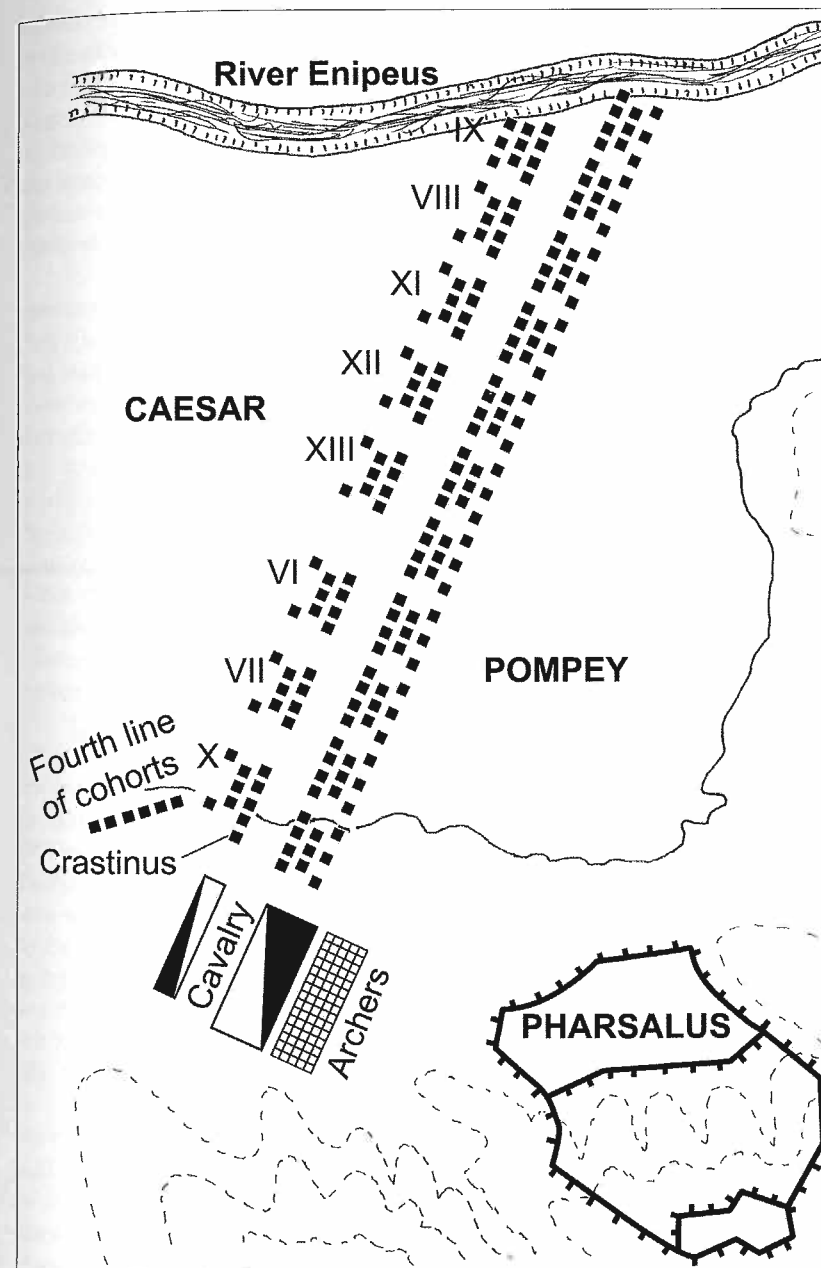 River Enipeus
IX
VIII
XI
XII
CAESAR
XIII
VI
POMPEY
VII
X
Fourth line
of cohorts
Crastinus
Cavalry
Archers
PHARSALUS